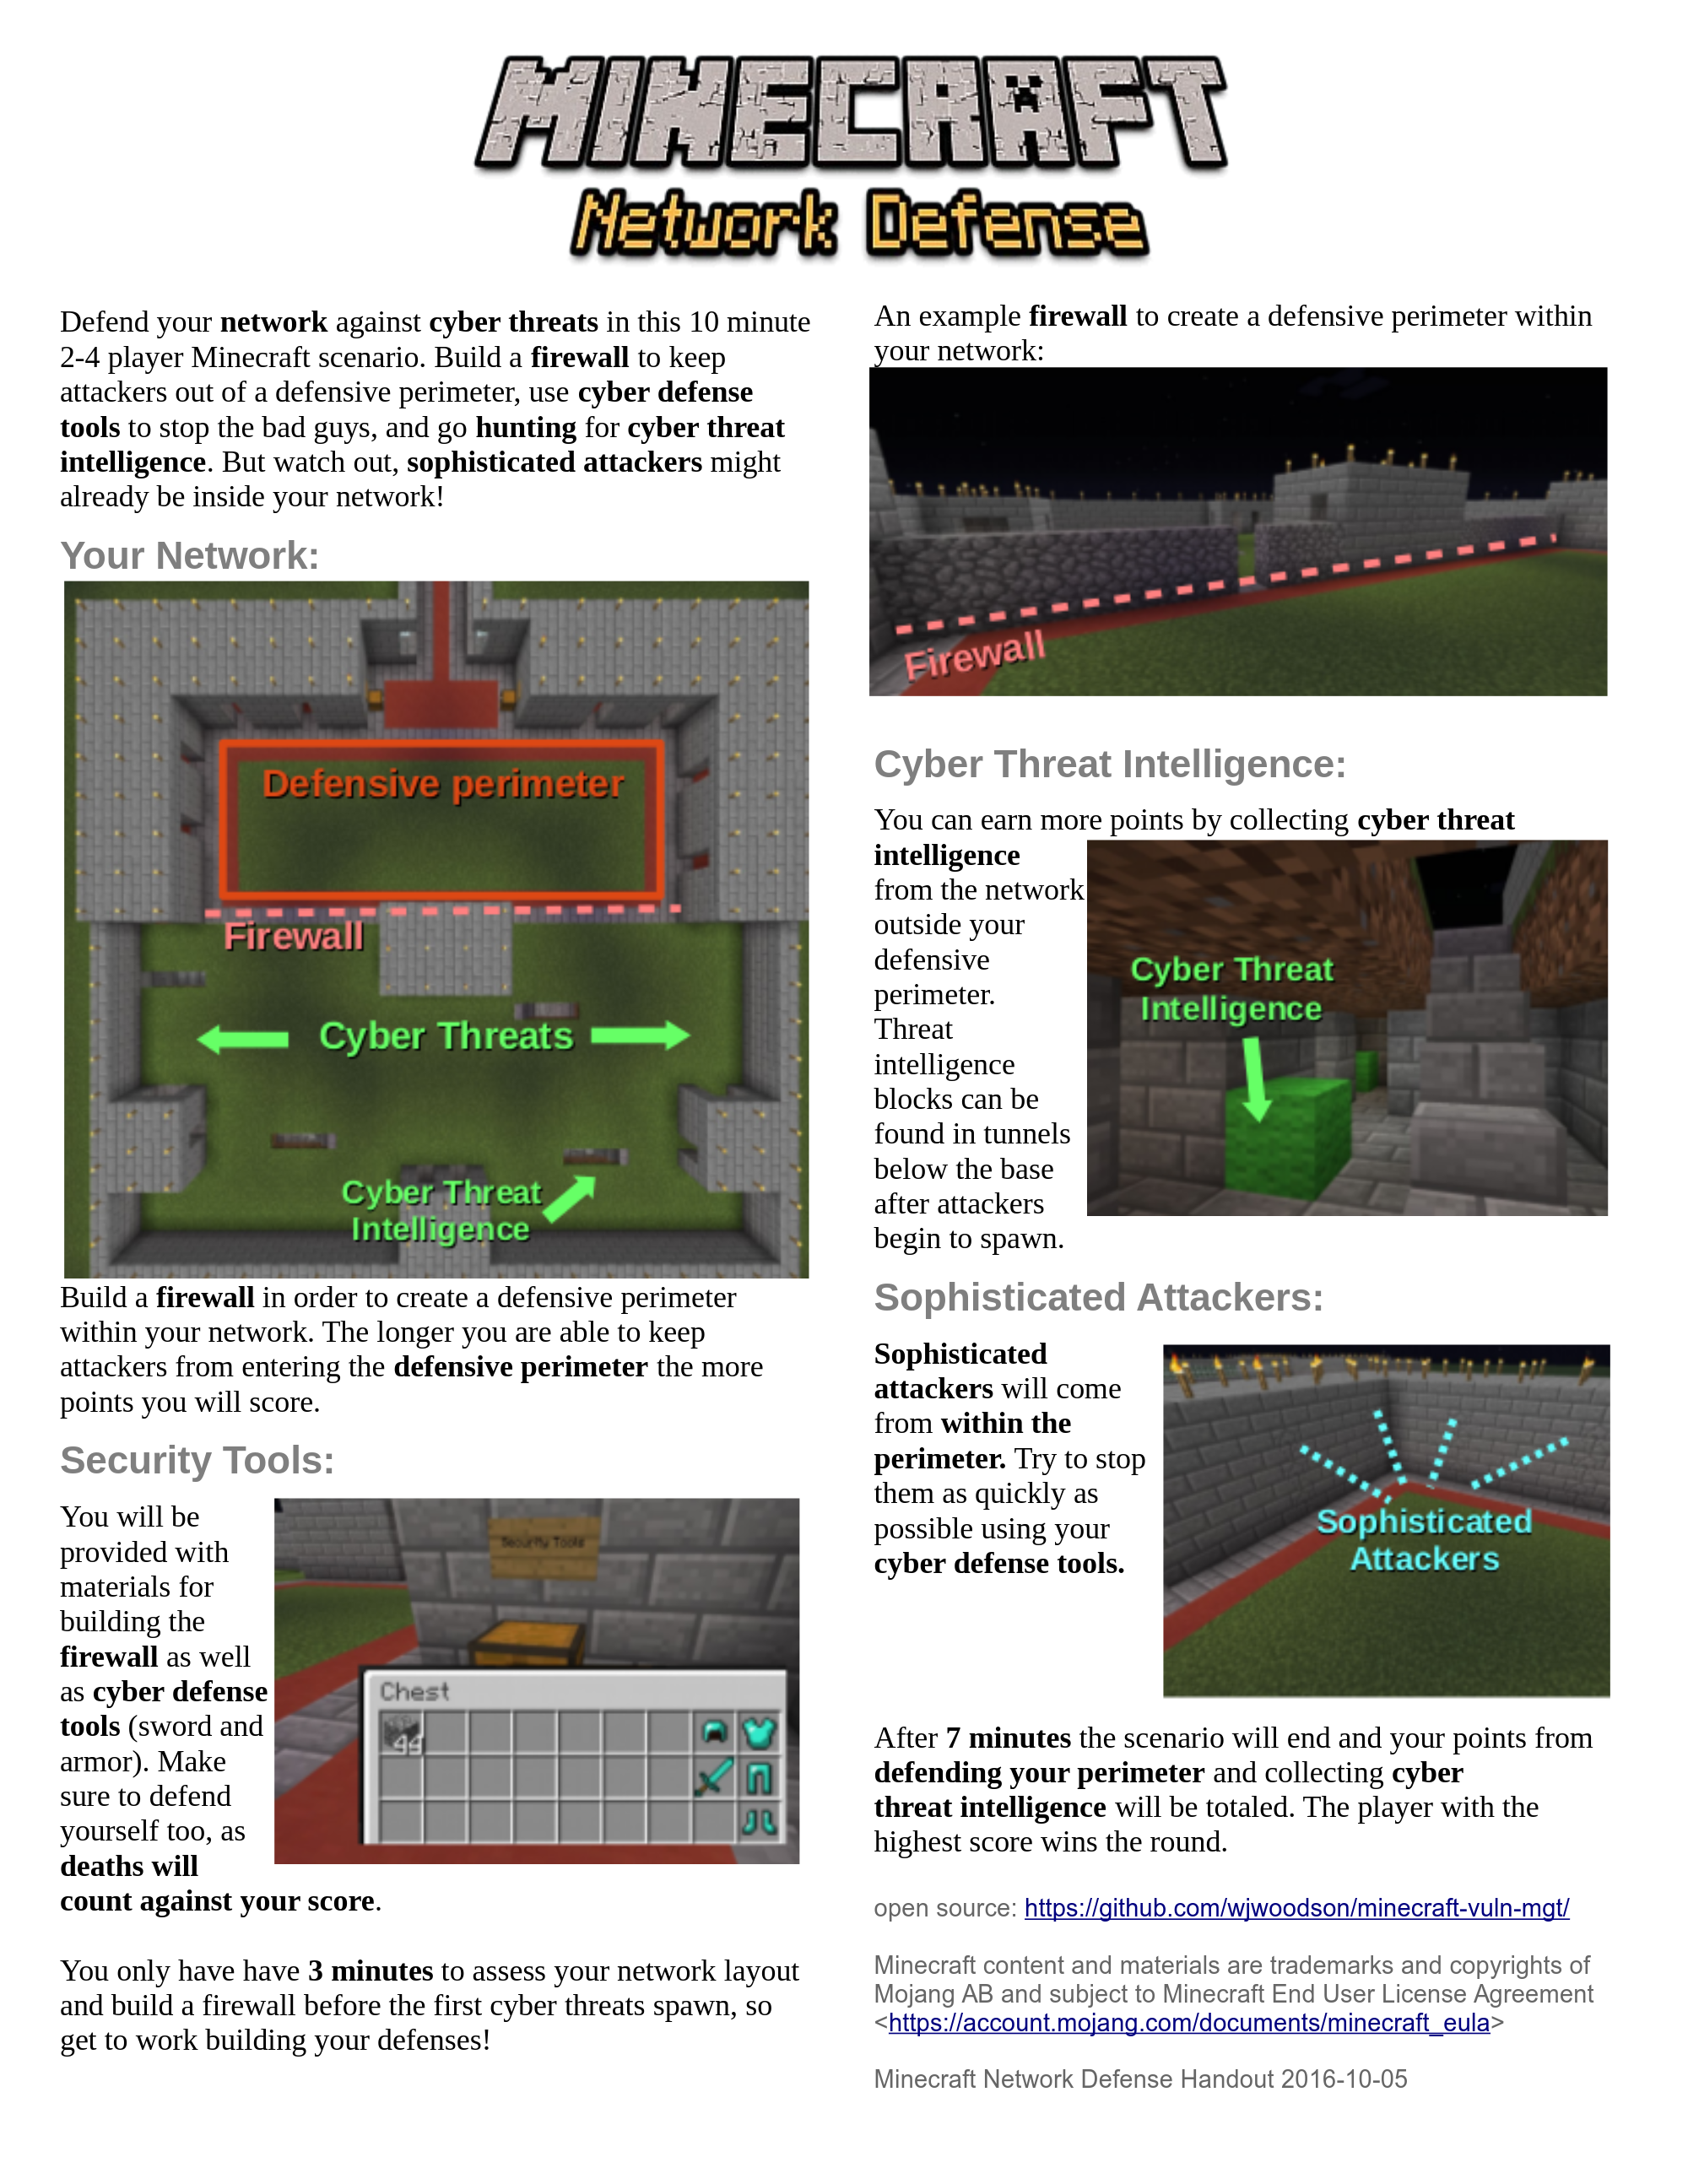 MINECRAFT
Network Defense
Defend your network against cyber threats in this 10 minute
2-4 player Minecraft scenario. Build a firewall to keep
attackers out of a defensive perimeter, use cyber defense
tools to stop the bad guys, and go hunting for cyber threat
intelligence. But watch out, sophisticated attackers might
already be inside your network!
Your Network:
Defensive perimeter
Firewall
Cyber Threats
Cyber Threat
Intelligence
Build a firewall in order to create a defensive perimeter
within your network. The longer you are able to keep
attackers from entering the defensive perimeter the more
points you will score.
Security Tools:
You will be
provided with
materials for
building the
firewall as well
as cyber defense
tools (sword and
armor). Make
sure to defend
yourself too, as
deaths will
count against your score.
Security Tools
Chest
44
You only have have 3 minutes to assess your network layout
and build a firewall before the first cyber threats spawn, so
get to work building your defenses!
An example firewall to create a defensive perimeter within
your network:
Firewall
Cyber Threat Intelligence:
You can earn more points by collecting cyber threat
intelligence
from the network
outside your
defensive
perimeter.
Threat
intelligence
blocks can be
found in tunnels
below the base
after attackers
begin to spawn.
Cyber Threat
Intelligence
Sophisticated Attackers:
Sophisticated
attackers will come
from within the
perimeter. Try to stop
them as quickly as
possible using your
cyber defense tools.
Sophisticated
Attackers
After 7 minutes the scenario will end and your points from
defending your perimeter and collecting cyber
threat intelligence will be totaled. The player with the
highest score wins the round.
open source: https://github.com/wjwoodson/minecraft-vuln-mgt/
Minecraft content and materials are trademarks and copyrights of
Mojang AB and subject to Minecraft End User License Agreement
<https://account.mojang.com/documents/minecraft_eula>
Minecraft Network Defense Handout 2016-10-05